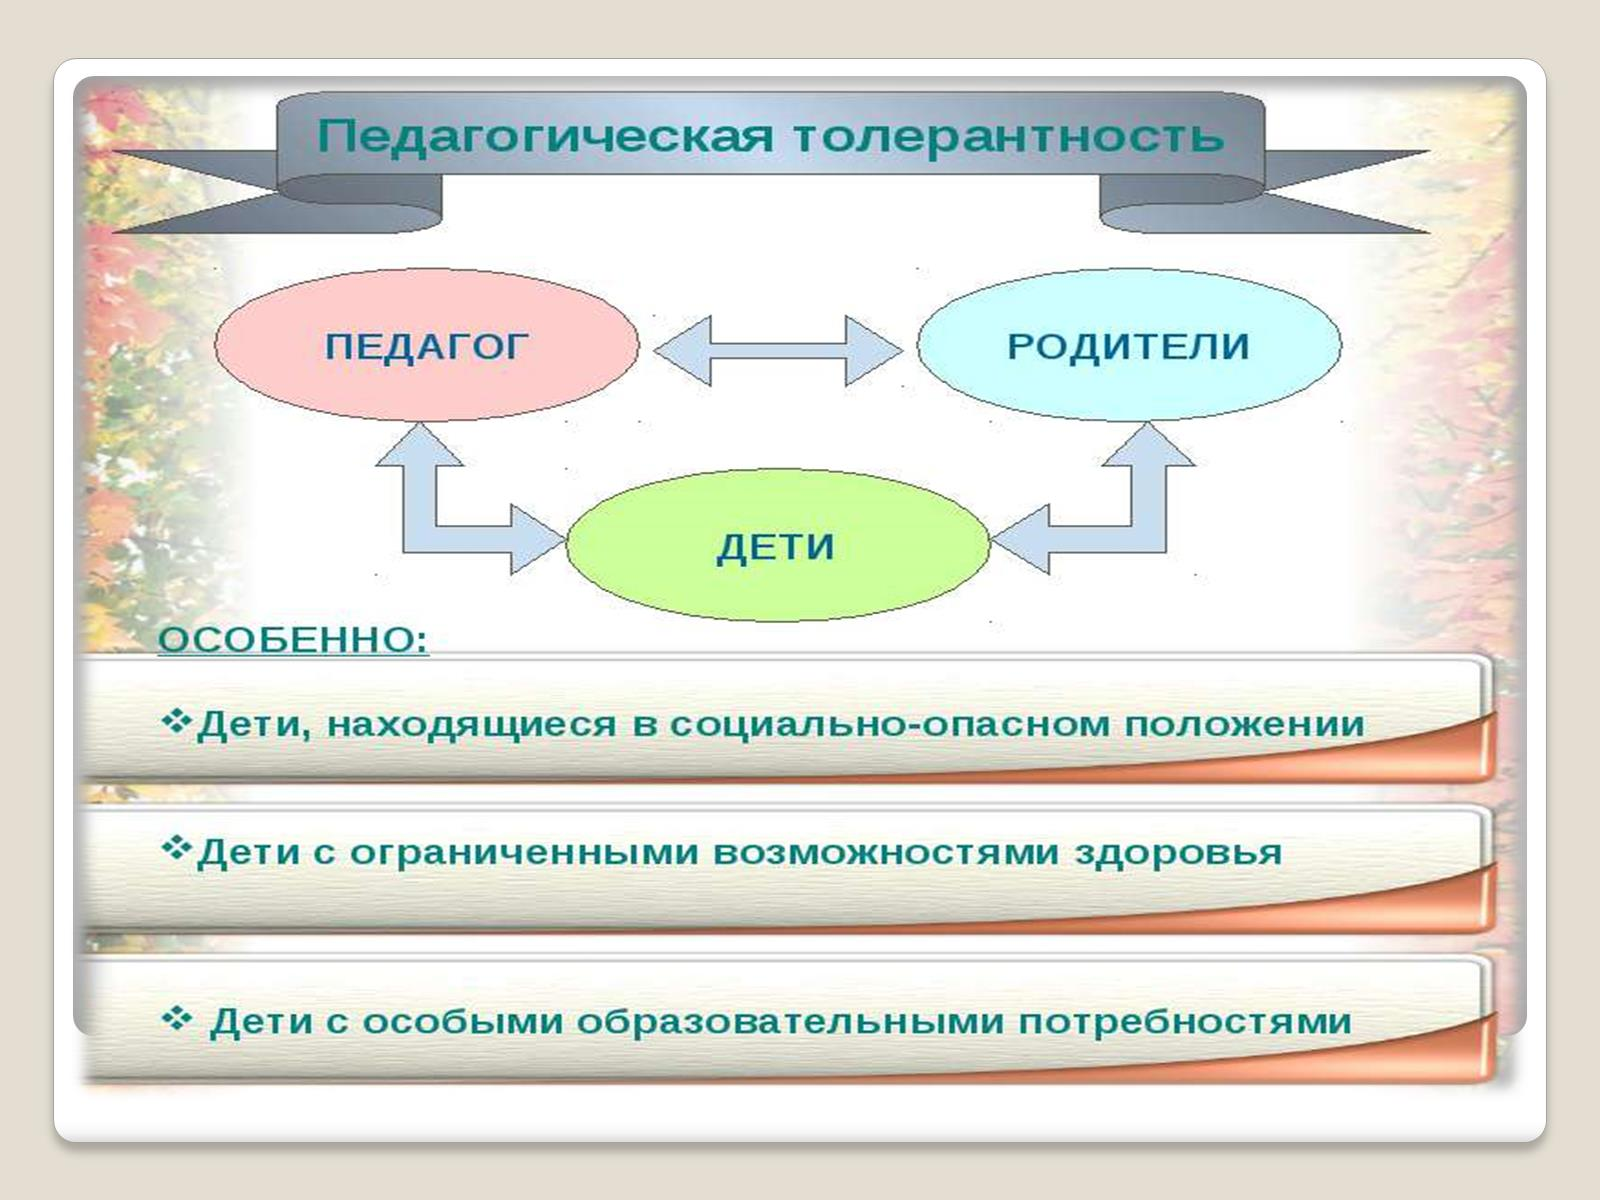 Педагогическая толерантность
ПЕДАГОГ
РОДИТЕЛИ
ДЕТИ
ОСОБЕННО:
❖Дети, находящиеся в социально-опасном положении
❖Дети с ограниченными возможностями здоровья
❖ Дети с особыми образовательными потребностями